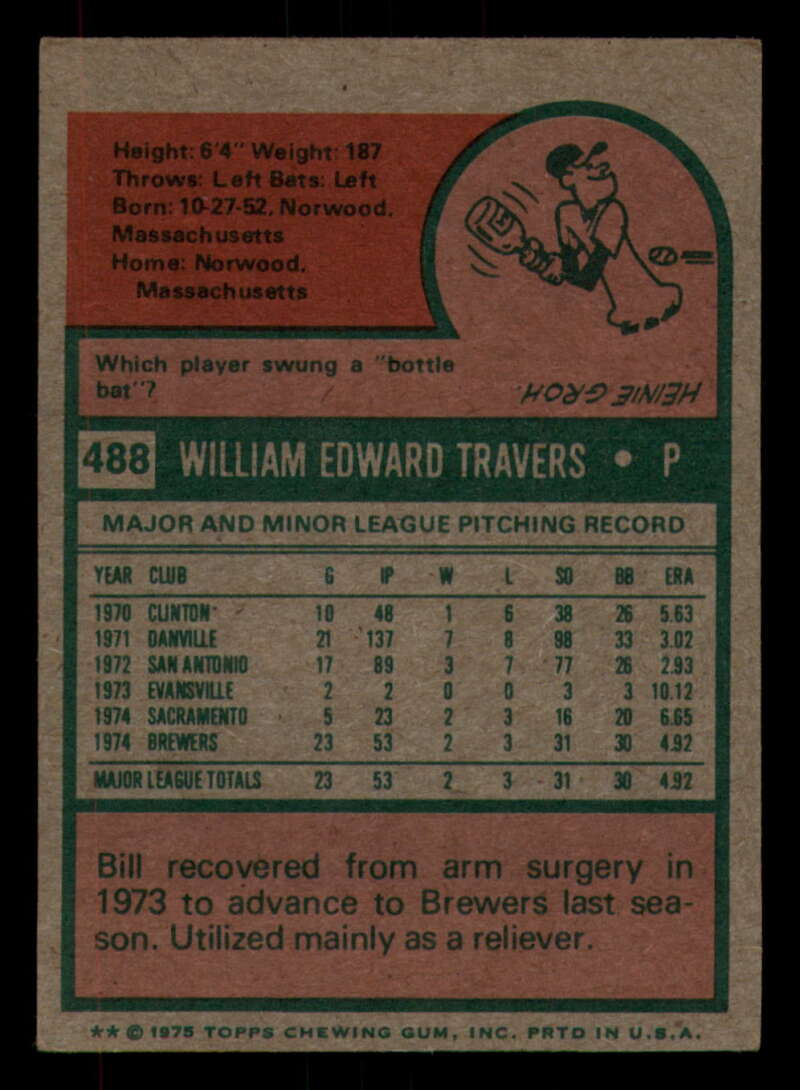 Height: 6'4" Weight: 187
Throws: Left Bats: Left
Born: 10-27-52, Norwood,
Massachusetts
Home: Norwood,
Massachusetts
Which player swung a "bottle
bat"?
HEINIE GROH.
488 WILLIAM EDWARD TRAVERS • P
MAJOR AND MINOR LEAGUE PITCHING RECORD
YEAR CLUB G IP W L SO BB ERA
1970 CLINTON 10 48 1 6 38 26 5.63
1971 DANVILLE 21 137 7 8 98 33 3.02
1972 SAN ANTONIO 17 89 3 7 77 26 2.93
1973 EVANSVILLE 2 2 0 0 3 3 10.12
1974 SACRAMENTO 5 23 2 3 16 20 6.65
1974 BREWERS 23 53 2 3 31 30 4.92
MAJOR LEAGUE TOTALS 23 53 2 3 31 30 4.92
Bill recovered from arm surgery in
1973 to advance to Brewers last sea-
son. Utilized mainly as a reliever.
** © 1975 TOPPS CHEWING GUM, INC. PRTD IN U.S.A.